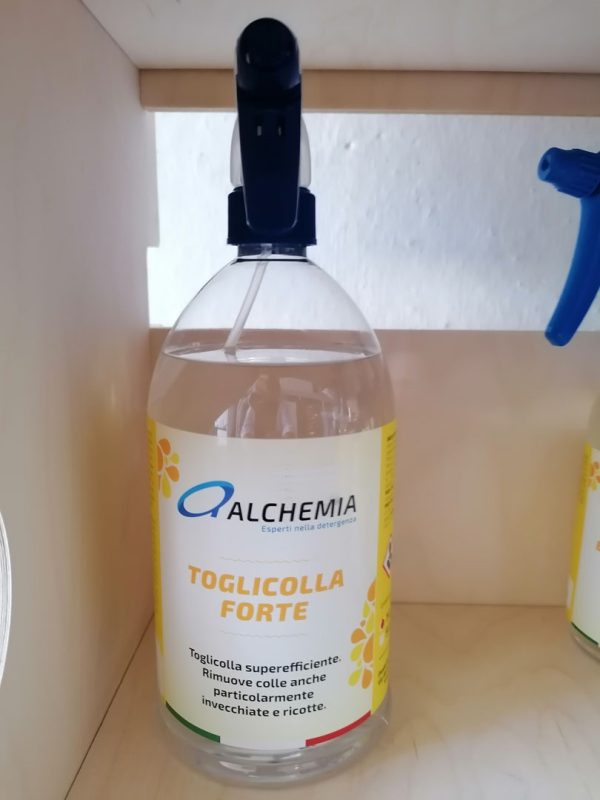 ALCHEMIA
Esperti nella detergenza
TOGLICOLLA
FORTE
Toglicolla superefficiente.
Rimuove colle anche
particolarmente
invecchiate e ricotte.